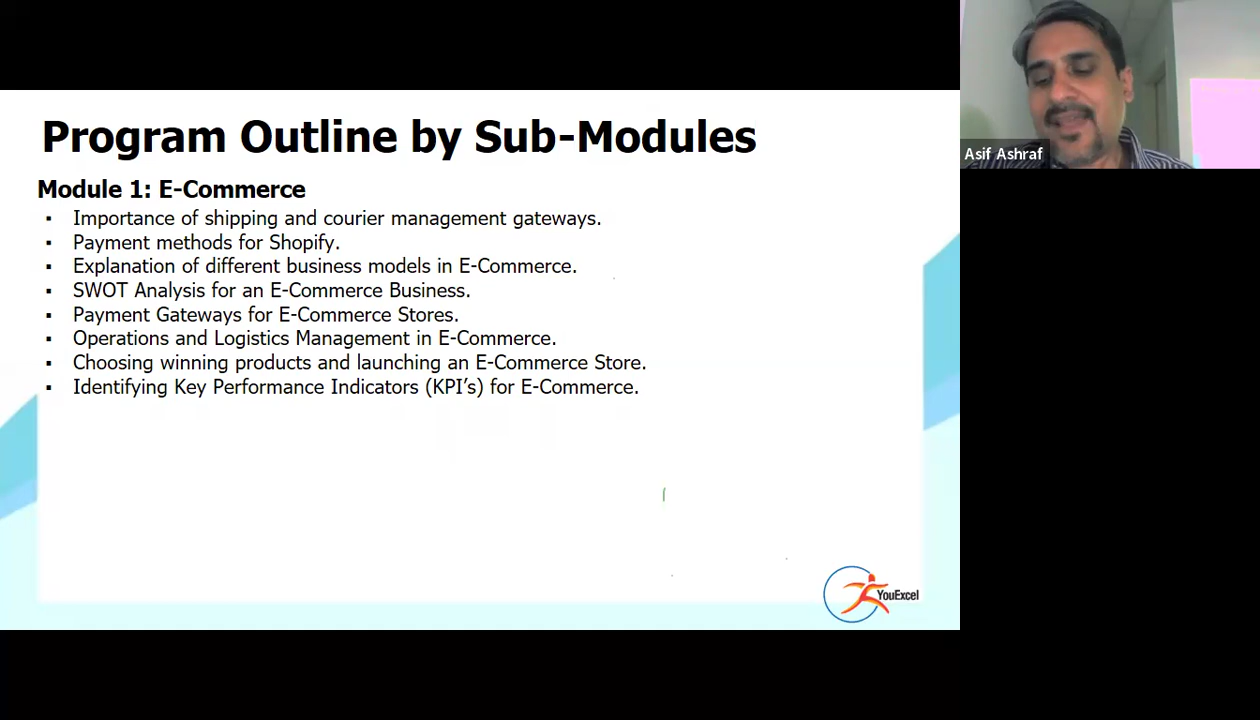 Program Outline by Sub-Modules
Module 1: E-Commerce
▪ Importance of shipping and courier management gateways.
▪ Payment methods for Shopify.
▪ Explanation of different business models in E-Commerce.
▪ SWOT Analysis for an E-Commerce Business.
▪ Payment Gateways for E-Commerce Stores.
▪ Operations and Logistics Management in E-Commerce.
▪ Choosing winning products and launching an E-Commerce Store.
▪ Identifying Key Performance Indicators (KPI’s) for E-Commerce.
YouExcel
Asif Ashraf